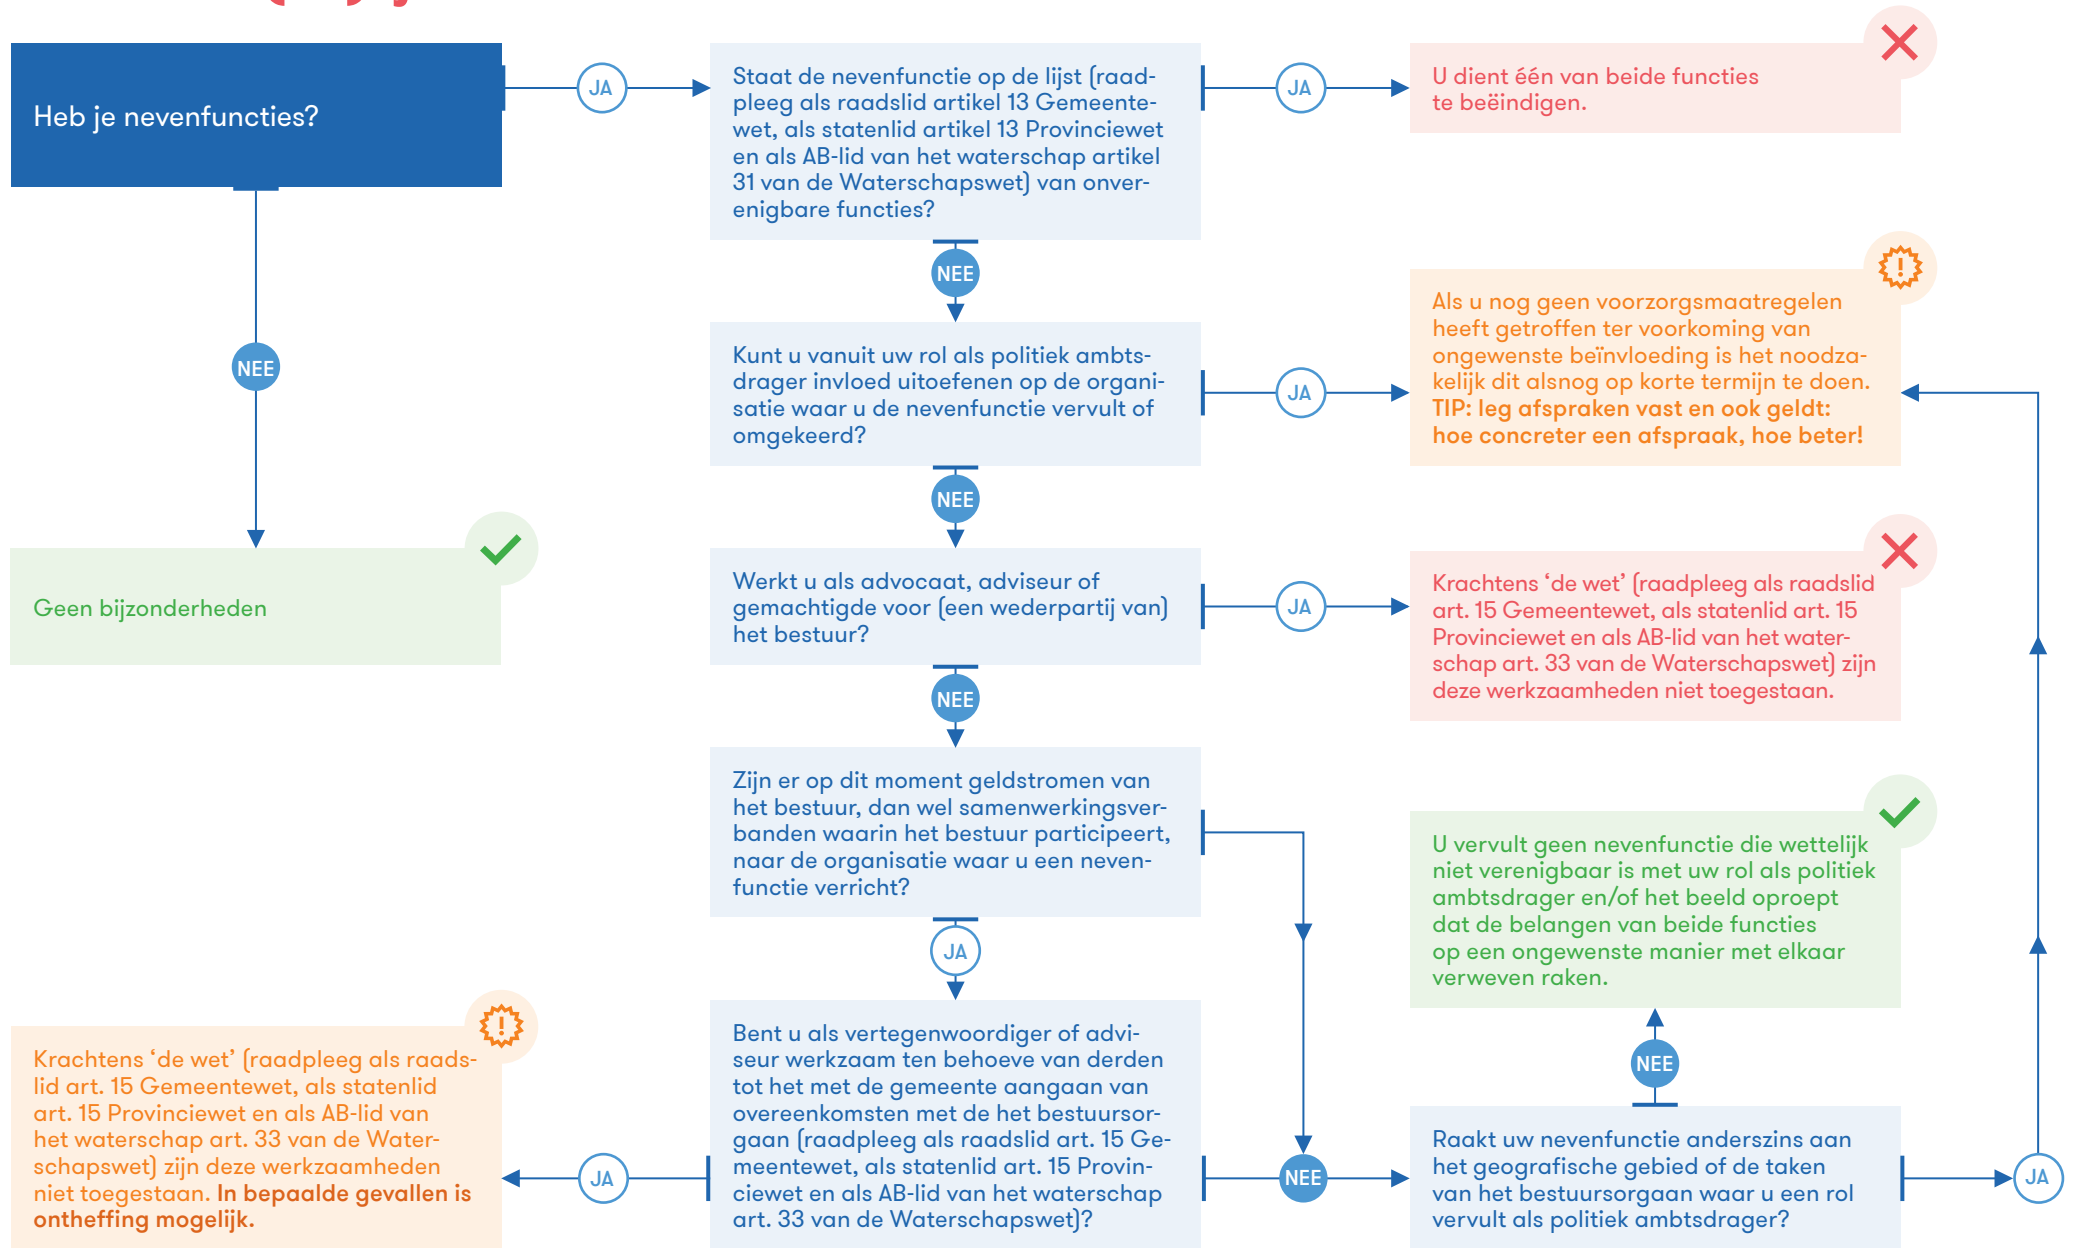 Heb je nevenfuncties?
JA
Staat de nevenfunctie op de lijst (raad-
pleeg als raadslid artikel 13 Gemeente-
wet, als statenlid artikel 13 Provinciewet
en als AB-lid van het waterschap artikel
31 van de Waterschapswet) van onver-
enigbare functies?
JA
U dient één van beide functies
te beëindigen.
NEE
NEE
Kunt u vanuit uw rol als politiek ambts-
drager invloed uitoefenen op de organi-
satie waar u de nevenfunctie vervult of
omgekeerd?
JA
Als u nog geen voorzorgsmaatregelen
heeft getroffen ter voorkoming van
ongewenste beïnvloeding is het noodza-
kelijk dit alsnog op korte termijn te doen.
TIP: leg afspraken vast en ook geldt:
hoe concreter een afspraak, hoe beter!
Geen bijzonderheden
NEE
Werkt u als advocaat, adviseur of
gemachtigde voor (een wederpartij van)
het bestuur?
JA
Krachtens ‘de wet’ (raadpleeg als raadslid
art. 15 Gemeentewet, als statenlid art. 15
Provinciewet en als AB-lid van het water-
schap art. 33 van de Waterschapswet) zijn
deze werkzaamheden niet toegestaan.
NEE
Zijn er op dit moment geldstromen van
het bestuur, dan wel samenwerkingsver-
banden waarin het bestuur participeert,
naar de organisatie waar u een neven-
functie verricht?
U vervult geen nevenfunctie die wettelijk
niet verenigbaar is met uw rol als politiek
ambtsdrager en/of het beeld oproept
dat de belangen van beide functies
op een ongewenste manier met elkaar
verweven raken.
JA
Krachtens ‘de wet’ (raadpleeg als raads-
lid art. 15 Gemeentewet, als statenlid
art. 15 Provinciewet en als AB-lid van
het waterschap art. 33 van de Water-
schapswet) zijn deze werkzaamheden
niet toegestaan. In bepaalde gevallen is
ontheffing mogelijk.
JA
Bent u als vertegenwoordiger of advi-
seur werkzaam ten behoeve van derden
tot het met de gemeente aangaan van
overeenkomsten met de het bestuursor-
gaan (raadpleeg als raadslid art. 15 Ge-
meentewet, als statenlid art. 15 Provin-
ciewet en als AB-lid van het waterschap
art. 33 van de Waterschapswet)?
NEE
NEE
Raakt uw nevenfunctie anderszins aan
het geografische gebied of de taken
van het bestuursorgaan waar u een rol
vervult als politiek ambtsdrager?
JA